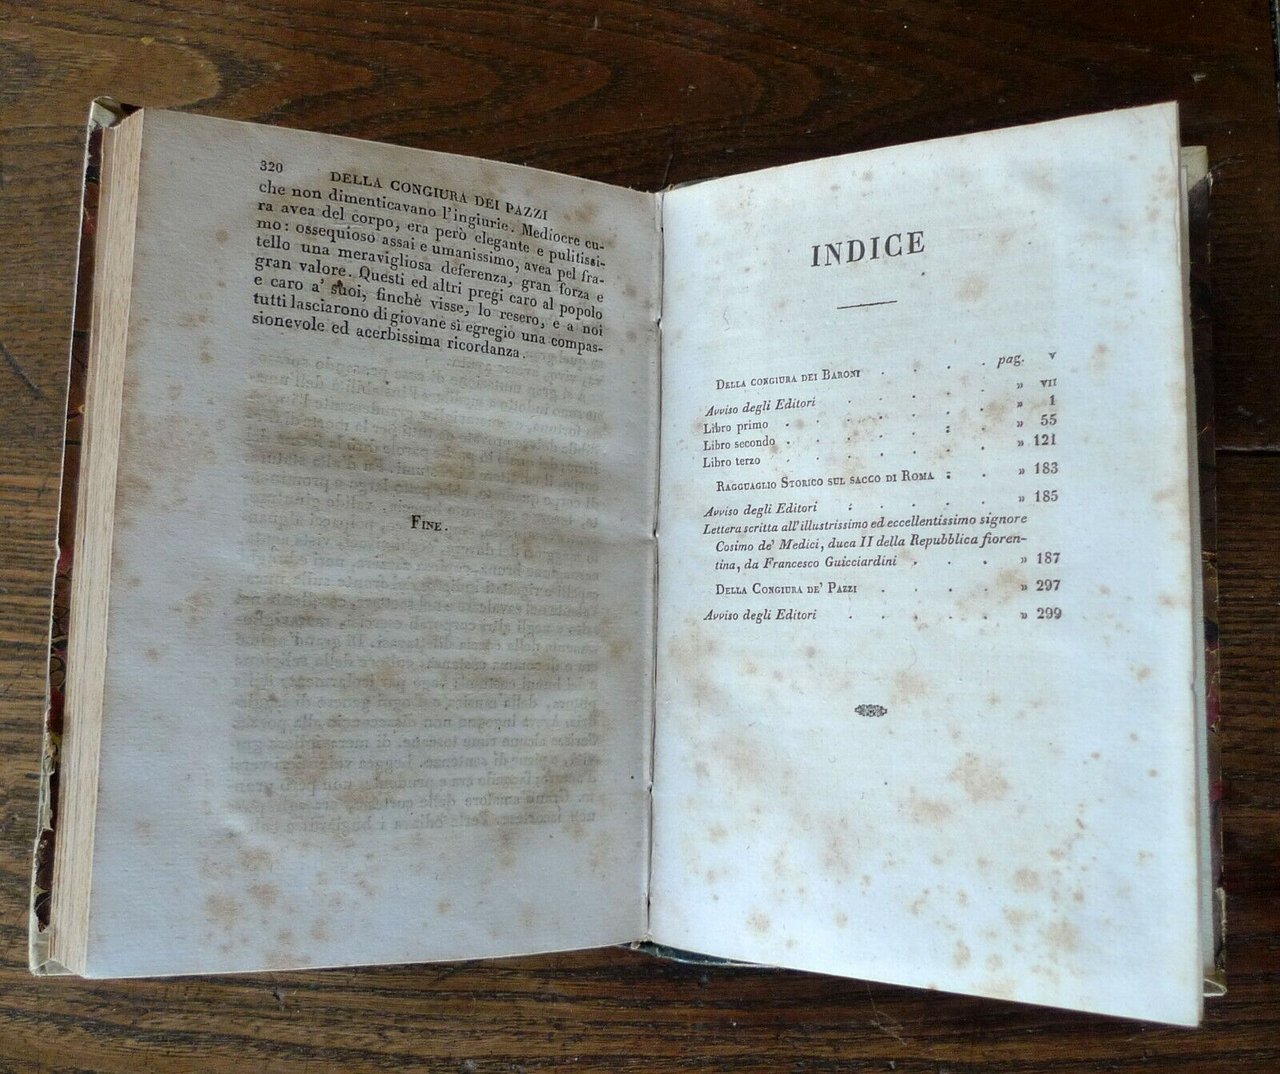 320 DELLA CONGIURA DEI PAZZI
che non dimenticavano l'ingiurie. Mediocre cu-
ra avea del corpo, era però elegante e pulitissi-
mo: ossequioso assai e umanissimo, avea pel fra-
tello una meravigliosa deferenza, gran forza e
gran valore. Questi ed altri pregi caro al popolo
e caro a' suoi, finchè visse, lo resero, e a noi
tutti lasciarono di giovane sì egregio una compas-
sionevole ed acerbissima ricordanza.
FINE.
INDICE
DELLA CONGIURA DEI BARONI . . . . pag. V
Avviso degli Editori . . . . . » VII
Libro primo . . . . . . » 1
Libro secondo . . . . : . » 55
Libro terzo . . . . . . » 121
RAGGUAGLIO STORICO SUL SACCO DI ROMA : . » 183
Avviso degli Editori : . . . . » 185
Lettera scritta all'illustrissimo ed eccellentissimo signore
Cosimo de' Medici, duca II della Repubblica fioren-
tina, da Francesco Guicciardini . . . » 187
DELLA CONGIURA DE' PAZZI . . . . » 297
Avviso degli Editori . . . . . » 299